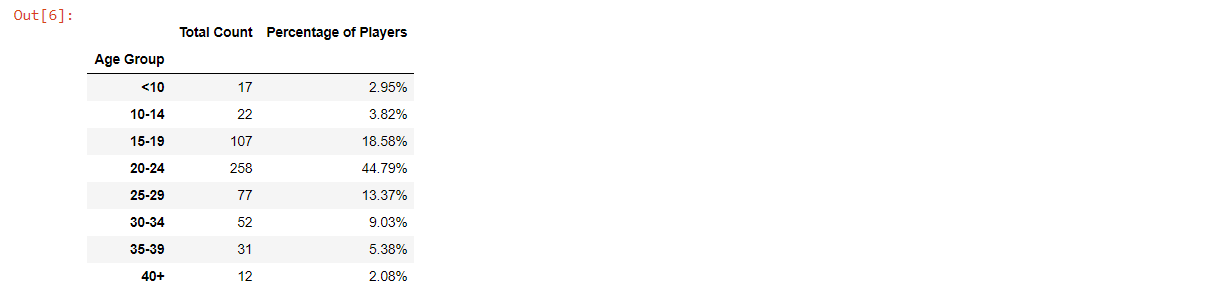 Out[6]:
Total Count Percentage of Players
Age Group
<10 17 2.95%
10-14 22 3.82%
15-19 107 18.58%
20-24 258 44.79%
25-29 77 13.37%
30-34 52 9.03%
35-39 31 5.38%
40+ 12 2.08%